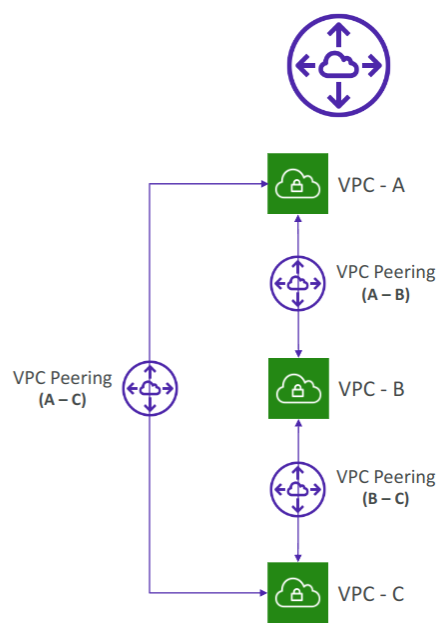 VPC - A
VPC Peering
(A – B)
VPC Peering
(A – C)
VPC - B
VPC Peering
(B – C)
VPC - C